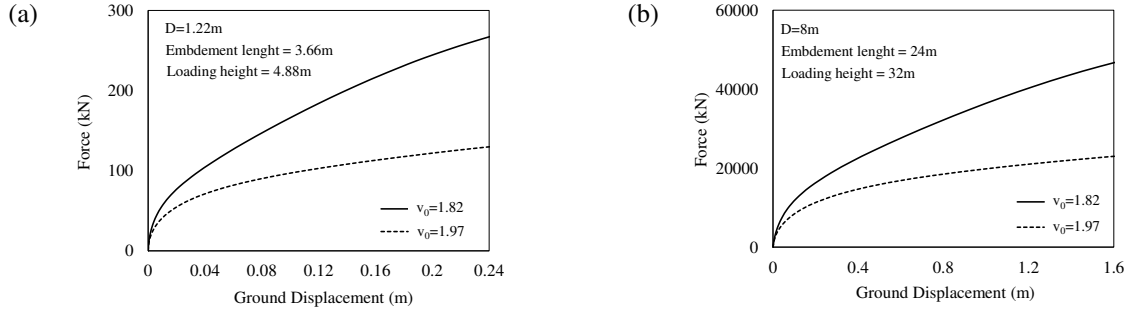 (a)
300
200
100
0
Force (kN)
D=1.22m
Embdement lenght = 3.66m
Loading height = 4.88m
v0=1.82
v0=1.97
0 0.04 0.08 0.12 0.16 0.2 0.24
Ground Displacement (m)
(b)
60000
40000
20000
0
Force (kN)
D=8m
Embdement lenght = 24m
Loading height = 32m
v0=1.82
v0=1.97
0 0.4 0.8 1.2 1.6
Ground Displacement (m)